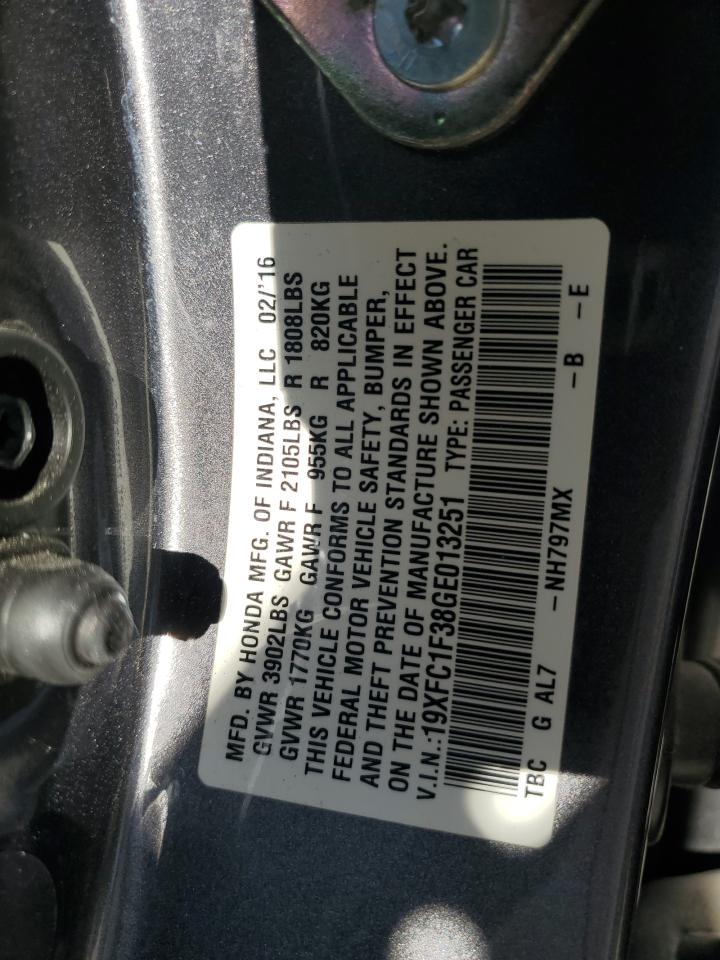 MFD. BY HONDA MFG. OF INDIANA, LLC 02/'16
GVWR 3902LBS GAWR F 2105LBS R 1808LBS
GVWR 1770KG GAWR F 955KG R 820KG
THIS VEHICLE CONFORMS TO ALL APPLICABLE
FEDERAL MOTOR VEHICLE SAFETY, BUMPER,
AND THEFT PREVENTION STANDARDS IN EFFECT
ON THE DATE OF MANUFACTURE SHOWN ABOVE.
V.I.N.:19XFC1F38GE013251 TYPE: PASSENGER CAR
TBC G AL7 -NH797MX -B -E